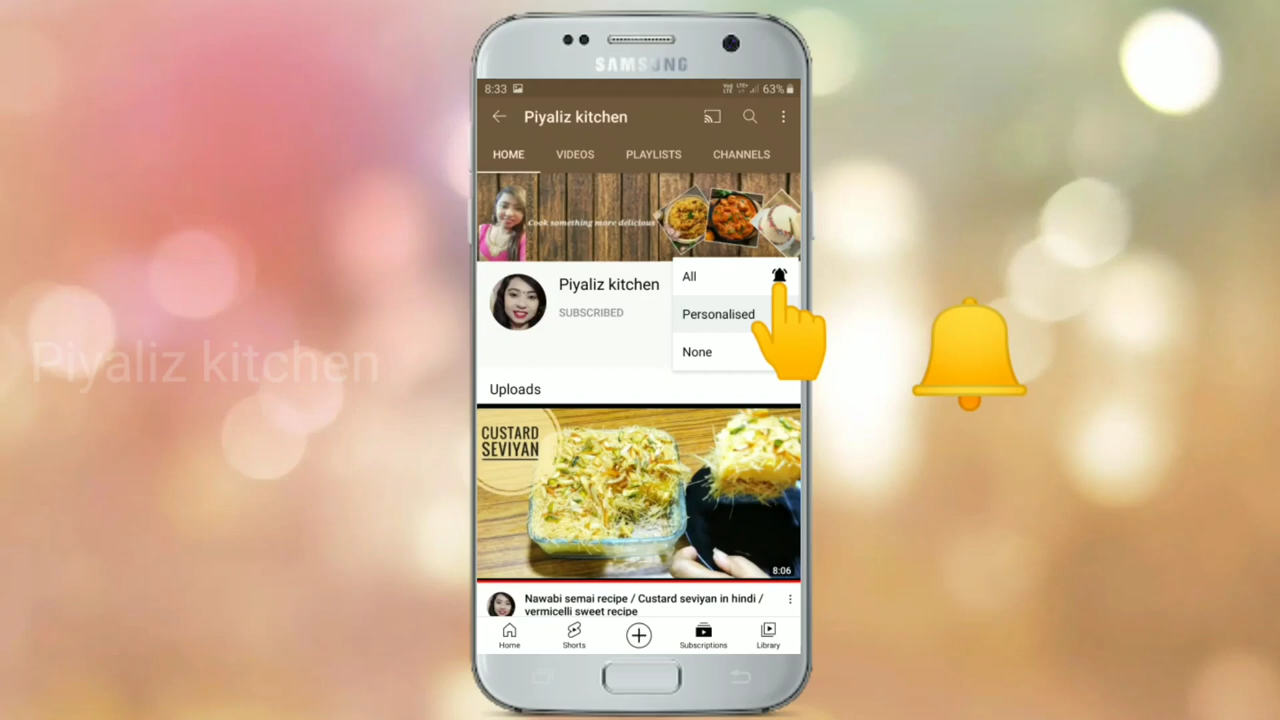 SAMSUNG
8:33 63%
Piyaliz kitchen
HOME VIDEOS PLAYLISTS CHANNELS
Cook something more delicious
Piyaliz kitchen
SUBSCRIBED
All
Personalised
None
Piyaliz kitchen
Uploads
CUSTARD
SEVIYAN
8:06
Nawabi semai recipe / Custard seviyan in hindi /
vermicelli sweet recipe
Home Shorts Subscriptions Library